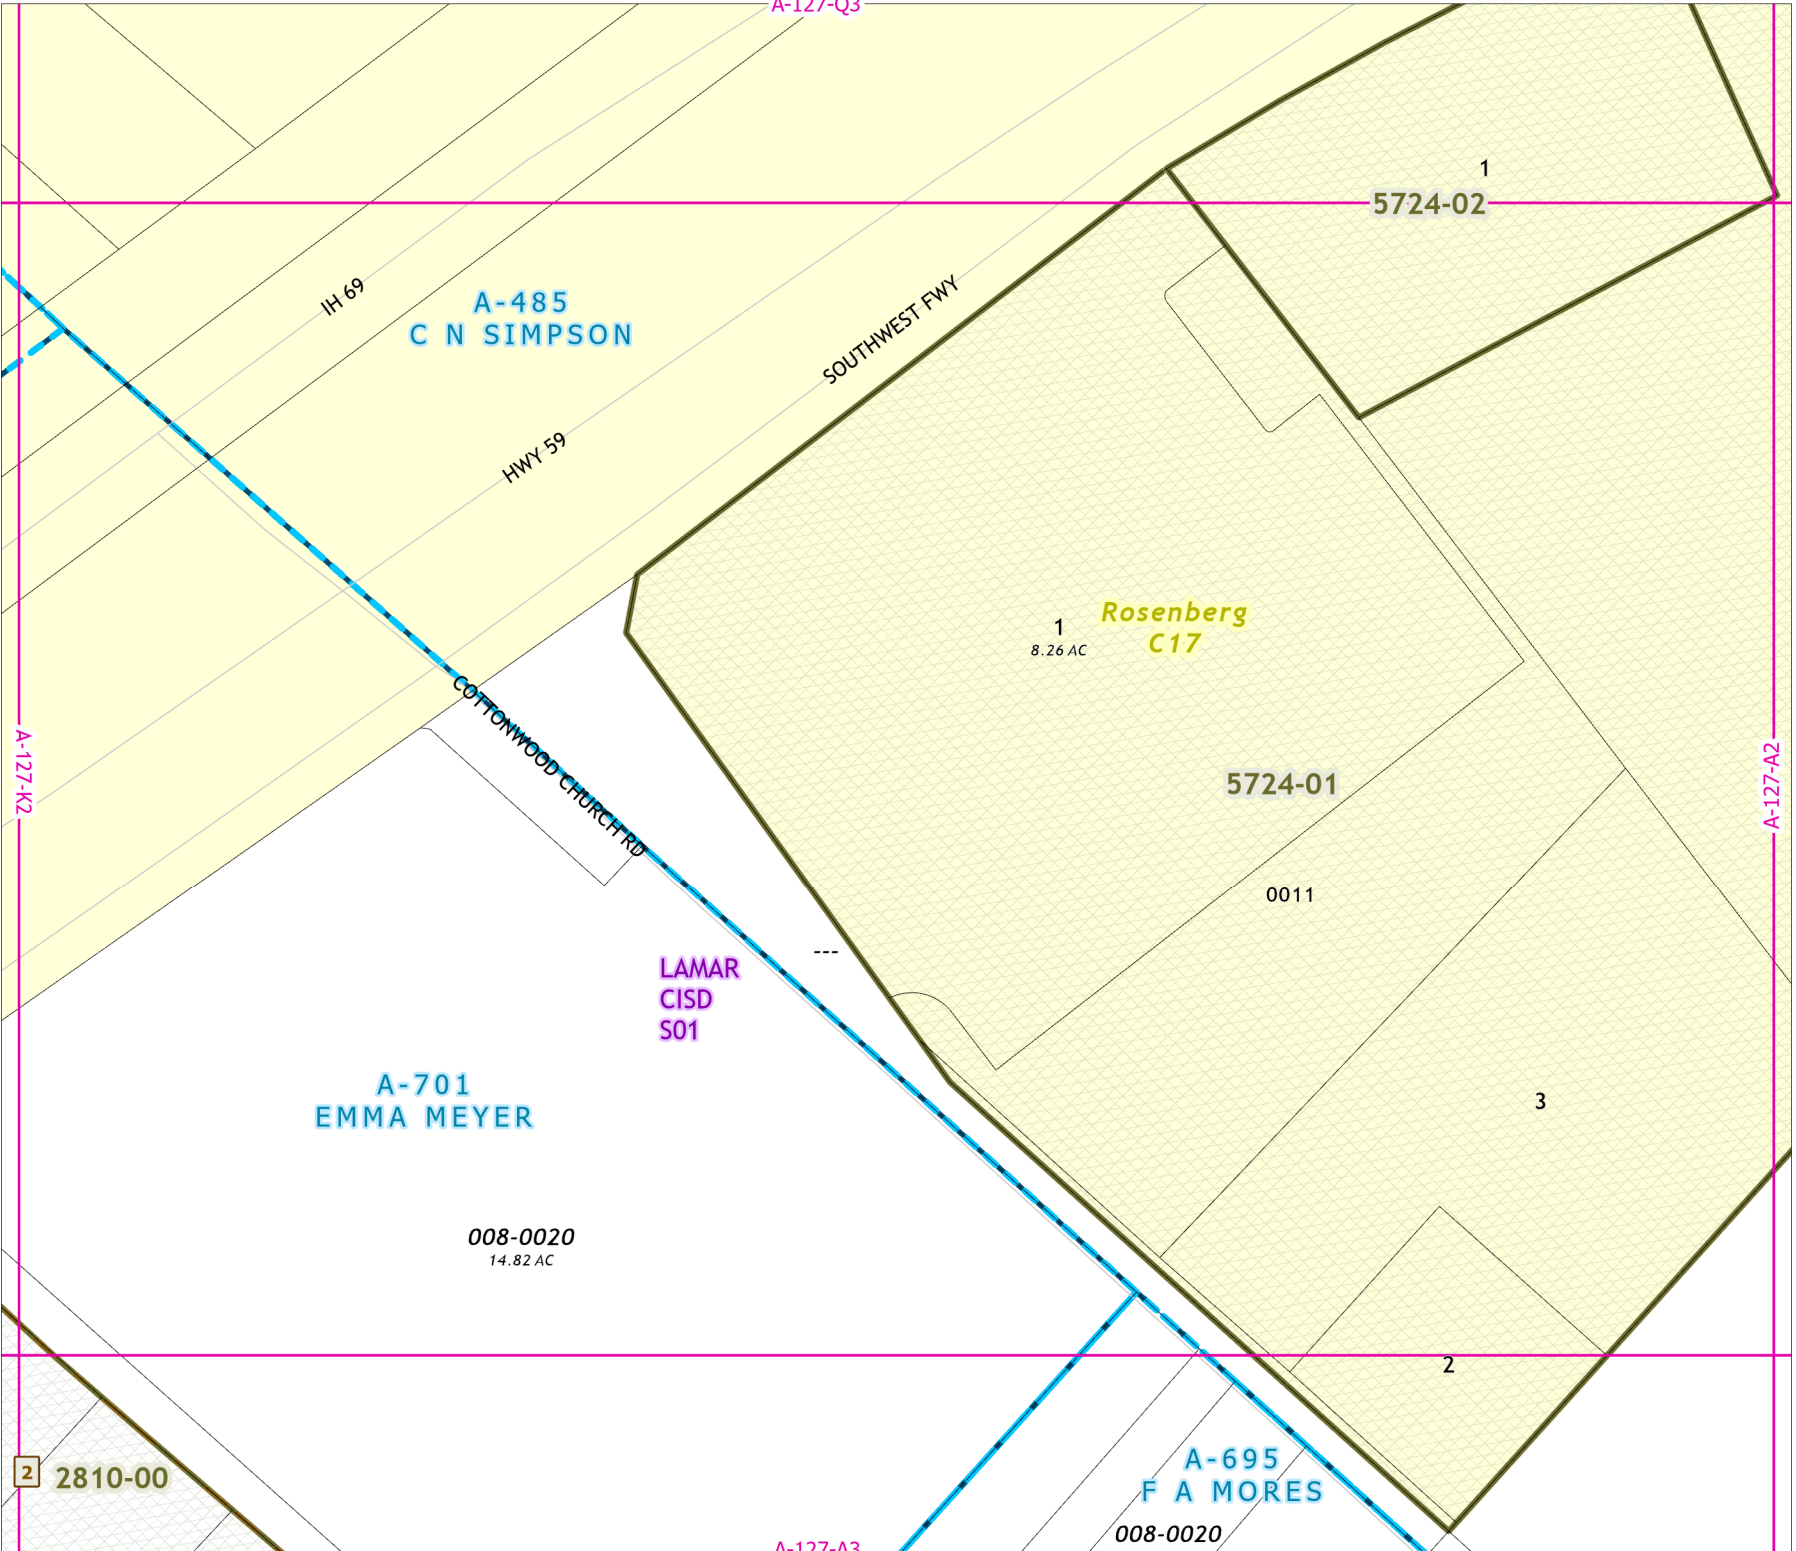 A-127-Q3
1
5724-02
IH 69
A-485
C N SIMPSON
SOUTHWEST FWY
HWY 59
Rosenberg
C17
1
8.26 AC
COTTONWOOD CHURCH RD
A-127-K2
A-127-A2
5724-01
0011
---
LAMAR
CISD
S01
A-701
EMMA MEYER
3
008-0020
14.82 AC
2
A-695
F A MORES
2
2810-00
008-0020
A-127-A3